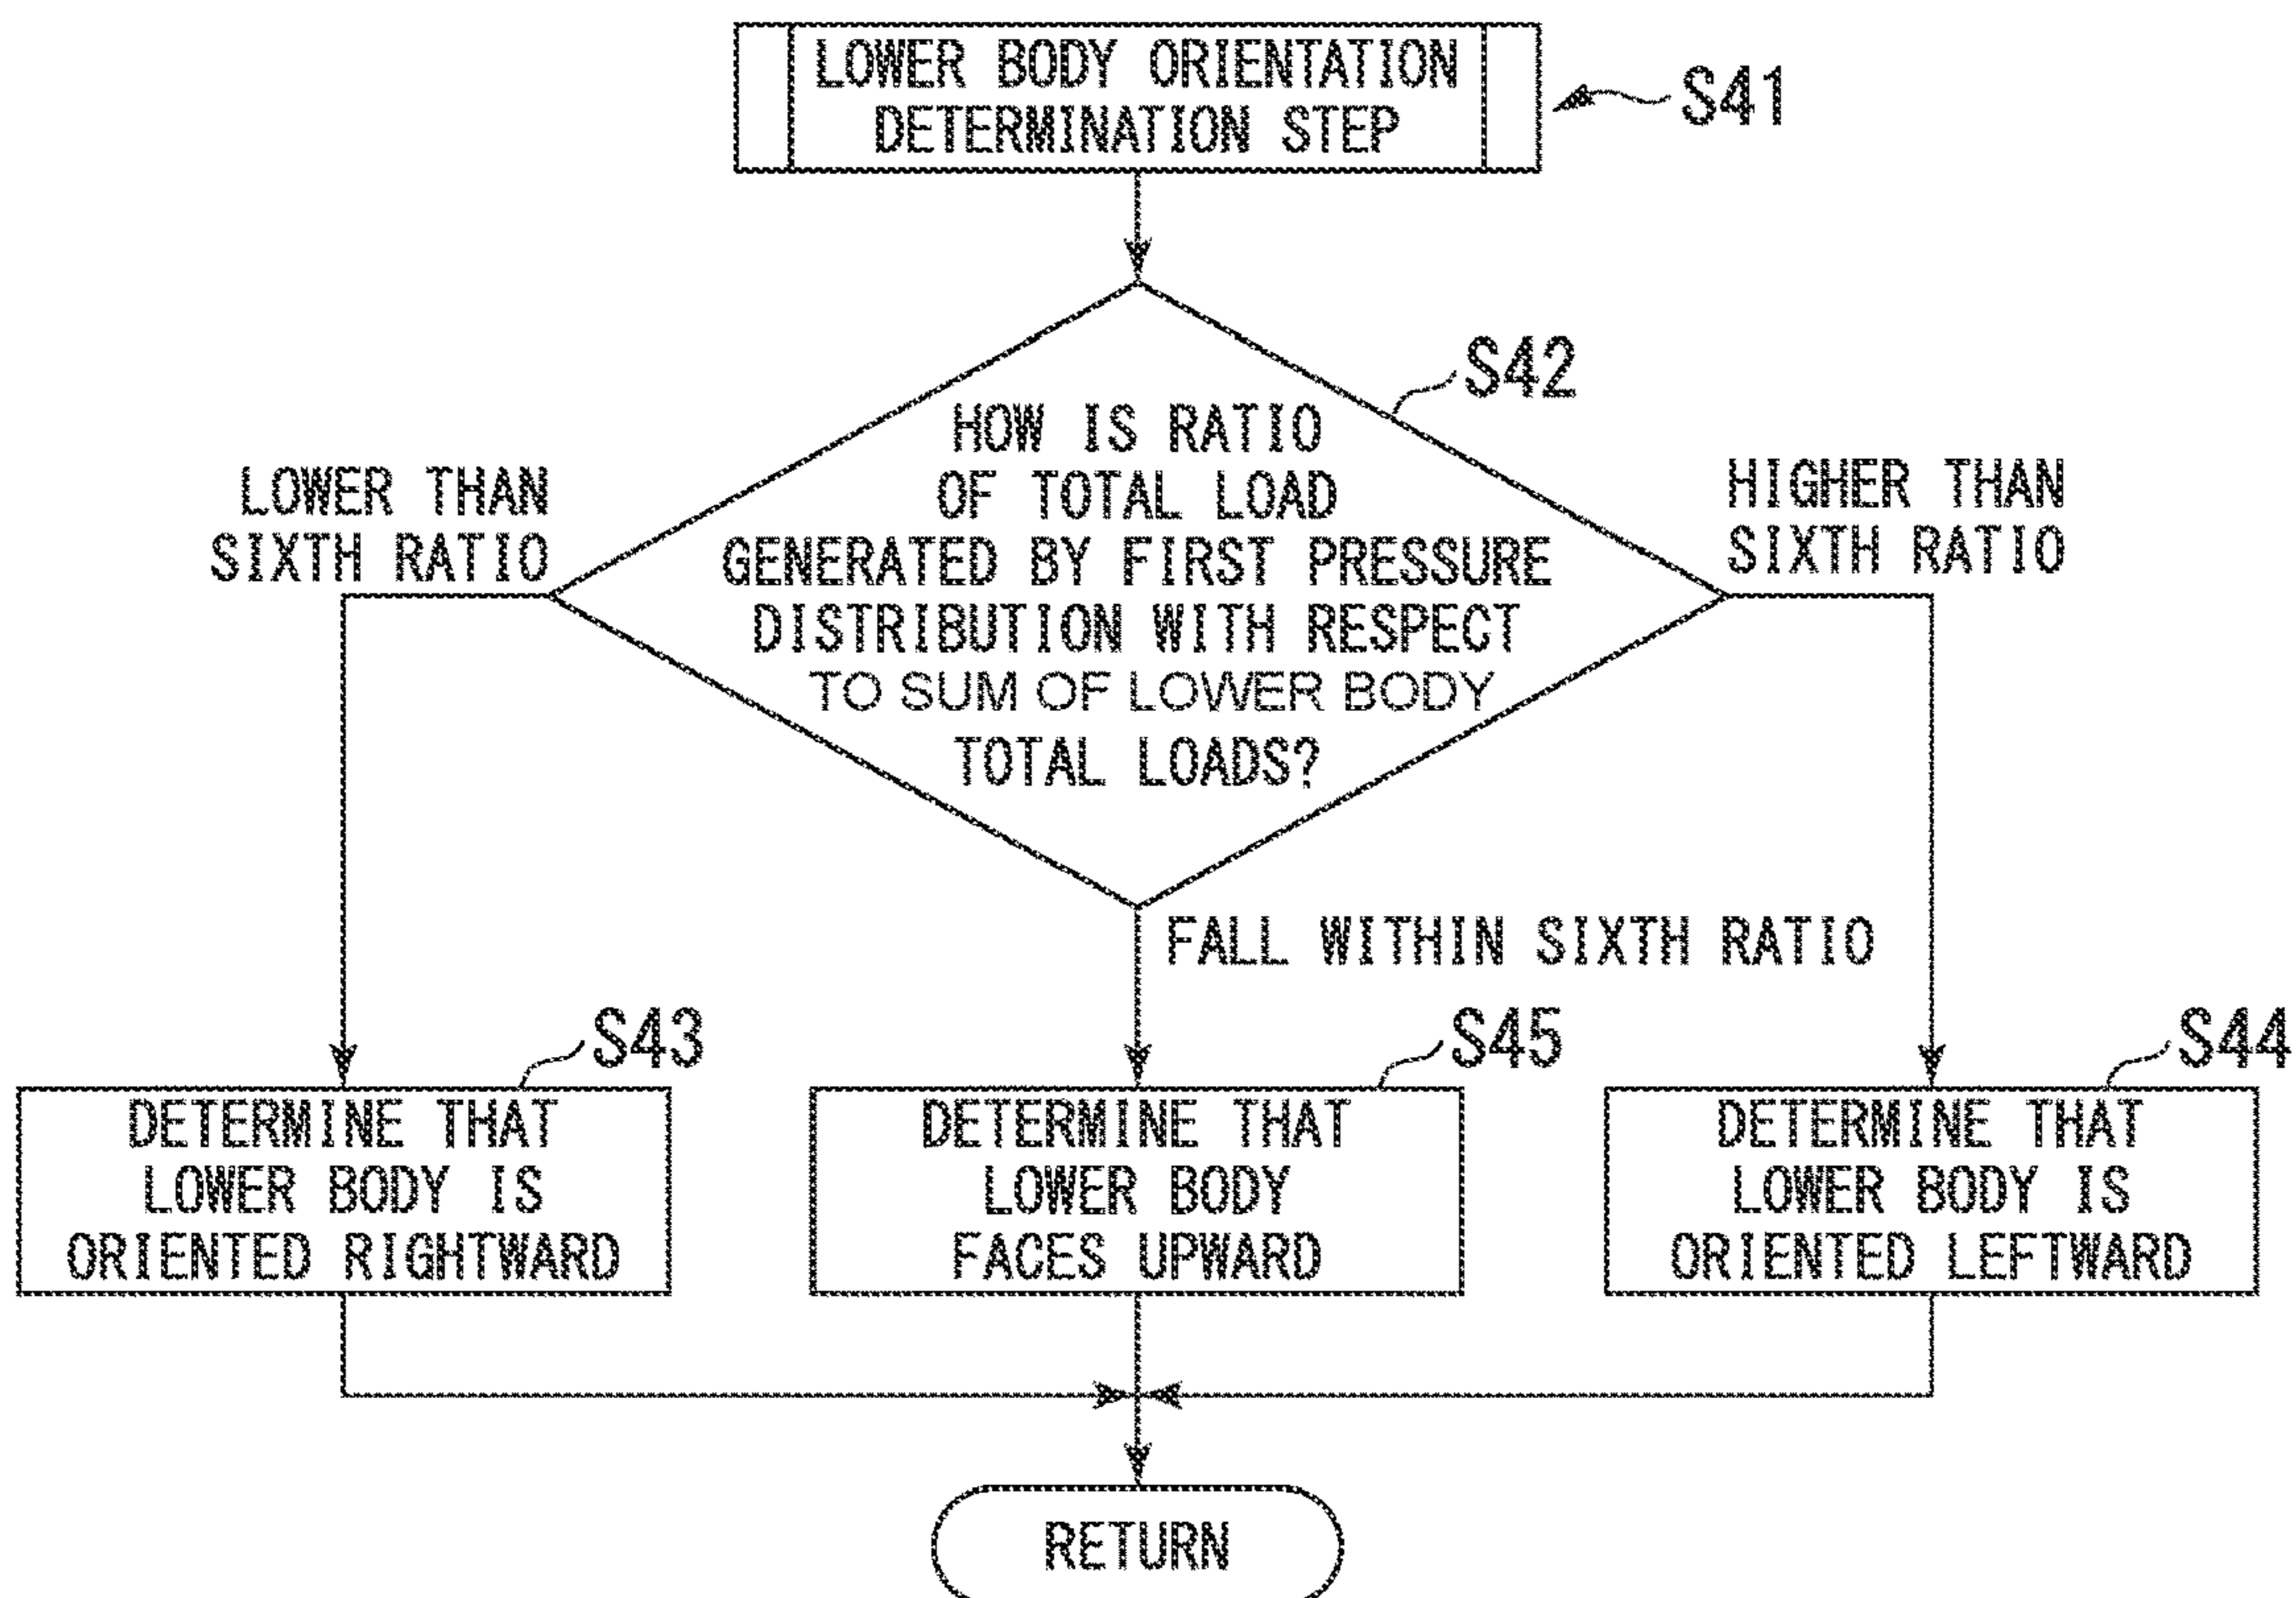 LOWER BODY ORIENTATION
DETERMINATION STEP
S41
S42
HOW IS RATIO
OF TOTAL LOAD
GENERATED BY FIRST PRESSURE
DISTRIBUTION WITH RESPECT
TO SUM OF LOWER BODY
TOTAL LOADS?
LOWER THAN
SIXTH RATIO
HIGHER THAN
SIXTH RATIO
FALL WITHIN SIXTH RATIO
S43
DETERMINE THAT
LOWER BODY IS
ORIENTED RIGHTWARD
S45
DETERMINE THAT
LOWER BODY
FACES UPWARD
S44
DETERMINE THAT
LOWER BODY IS
ORIENTED LEFTWARD
RETURN